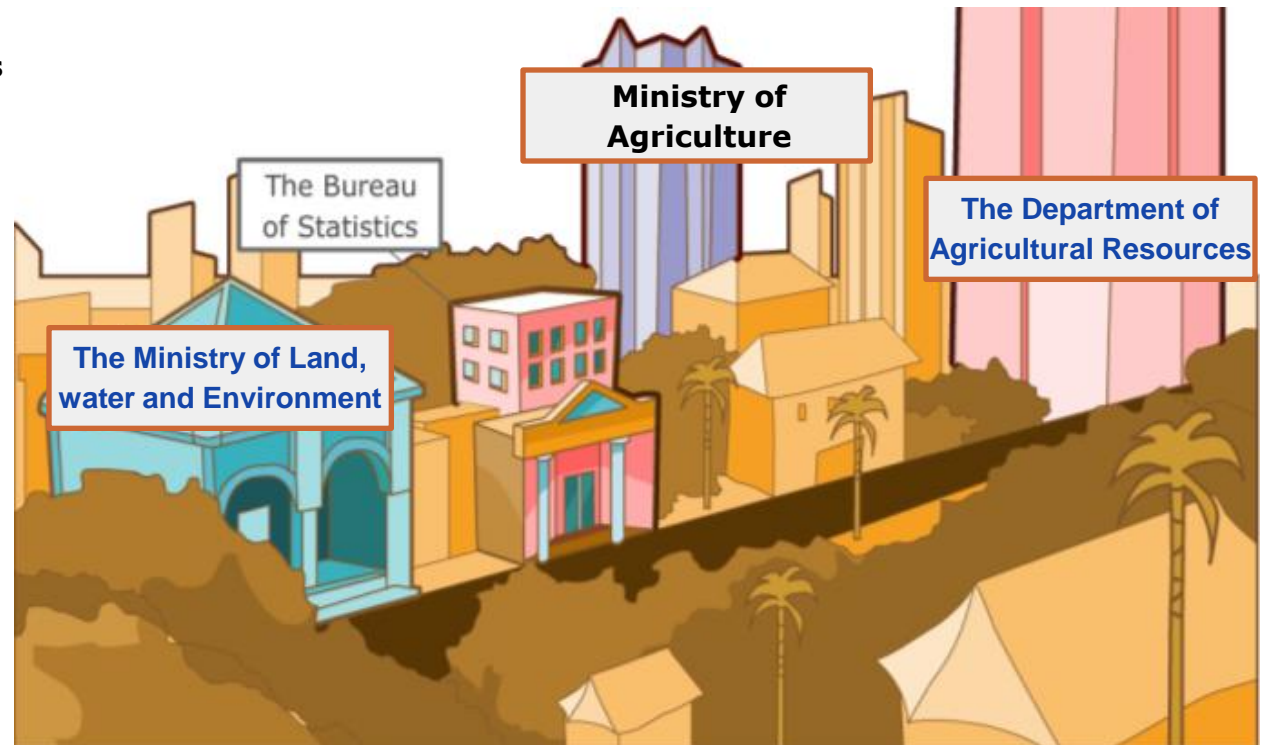 s
Ministry of
Agriculture
The Bureau
of Statistics
The Department of
Agricultural Resources
The Ministry of Land,
water and Environment